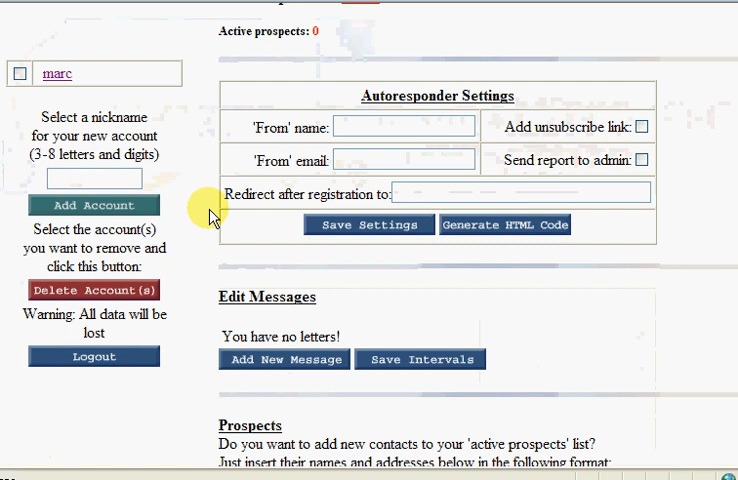 Active prospects: 0
marc
Select a nickname
for your new account
(3-8 letters and digits)
Add Account
Select the account(s)
you want to remove and
click this button:
Delete Account(s)
Warning: All data will be
lost
Logout
Autoresponder Settings
'From' name:
Add unsubscribe link:
'From' email:
Send report to admin:
Redirect after registration to:
Save Settings
Generate HTML Code
Edit Messages
You have no letters!
Add New Message
Save Intervals
Prospects
Do you want to add new contacts to your 'active prospects' list?
Just insert their names and addresses below in the following format: